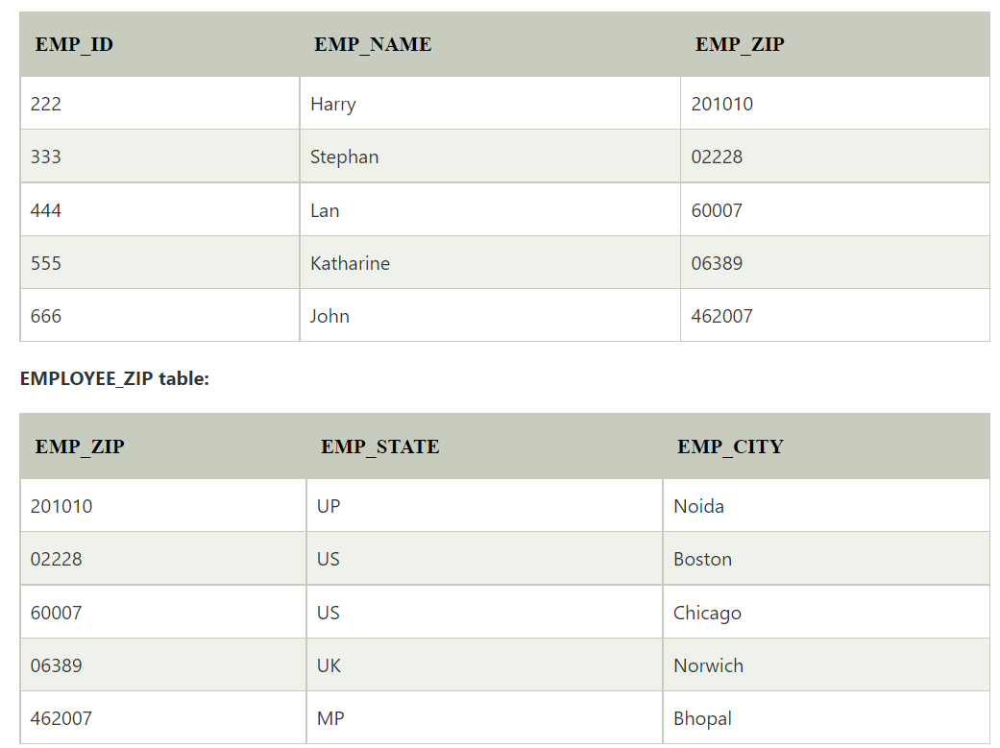 EMP_ID EMP_NAME EMP_ZIP
222 Harry 201010
333 Stephan 02228
444 Lan 60007
555 Katharine 06389
666 John 462007
EMPLOYEE_ZIP table:
EMP_ZIP EMP_STATE EMP_CITY
201010 UP Noida
02228 US Boston
60007 US Chicago
06389 UK Norwich
462007 MP Bhopal